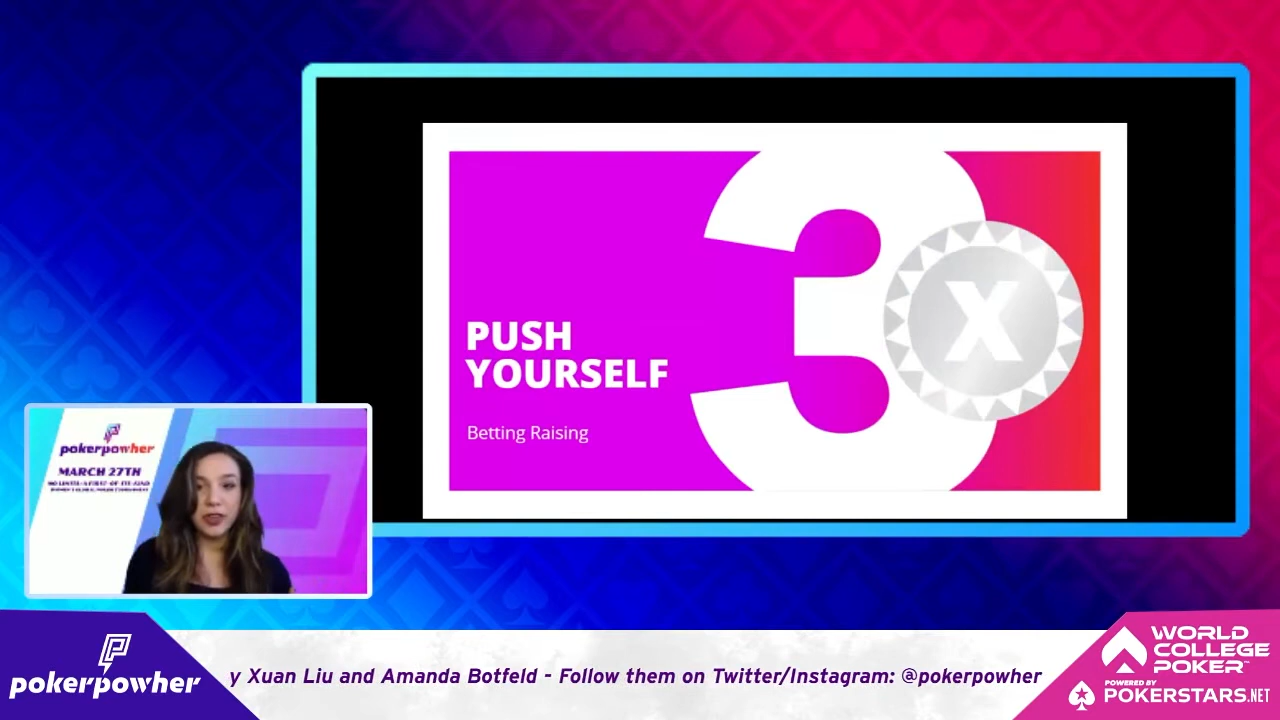 3
X
PUSH
YOURSELF
Betting Raising
pokerpowher
MARCH 27TH
pokerpowher
y Xuan Liu and Amanda Botfeld - Follow them on Twitter/Instagram: @pokerpowher
WORLD
COLLEGE
POKER™
POWERED BY
POKERSTARS.NET